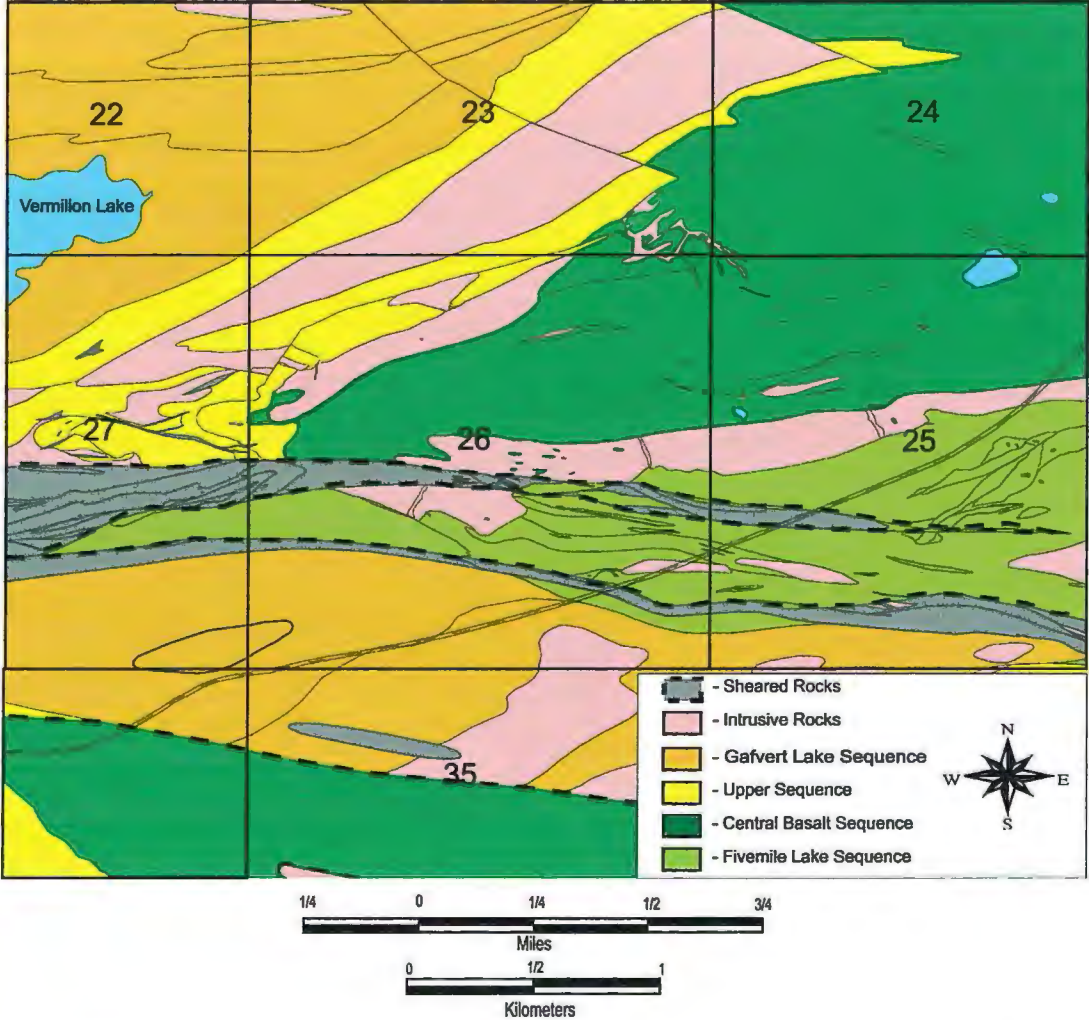 22
23
24
Vermilion Lake
27
26
25
35
- Sheared Rocks
- Intrusive Rocks
- Gafvert Lake Sequence
- Upper Sequence
- Central Basalt Sequence
- Fivemile Lake Sequence
N
W
E
S
1/4 0 1/4 1/2 3/4
Miles
0 1/2 1
Kilometers